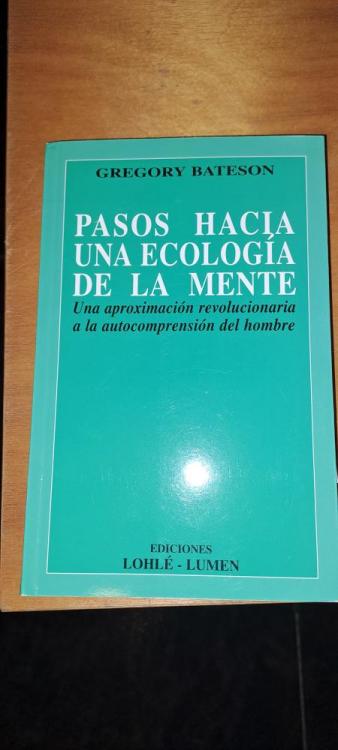 GREGORY BATESON
PASOS HACIA
UNA ECOLOGÍA
DE LA MENTE
Una aproximación revolucionaria
a la autocomprensión del hombre
EDICIONES
LOHLÉ - LUMEN